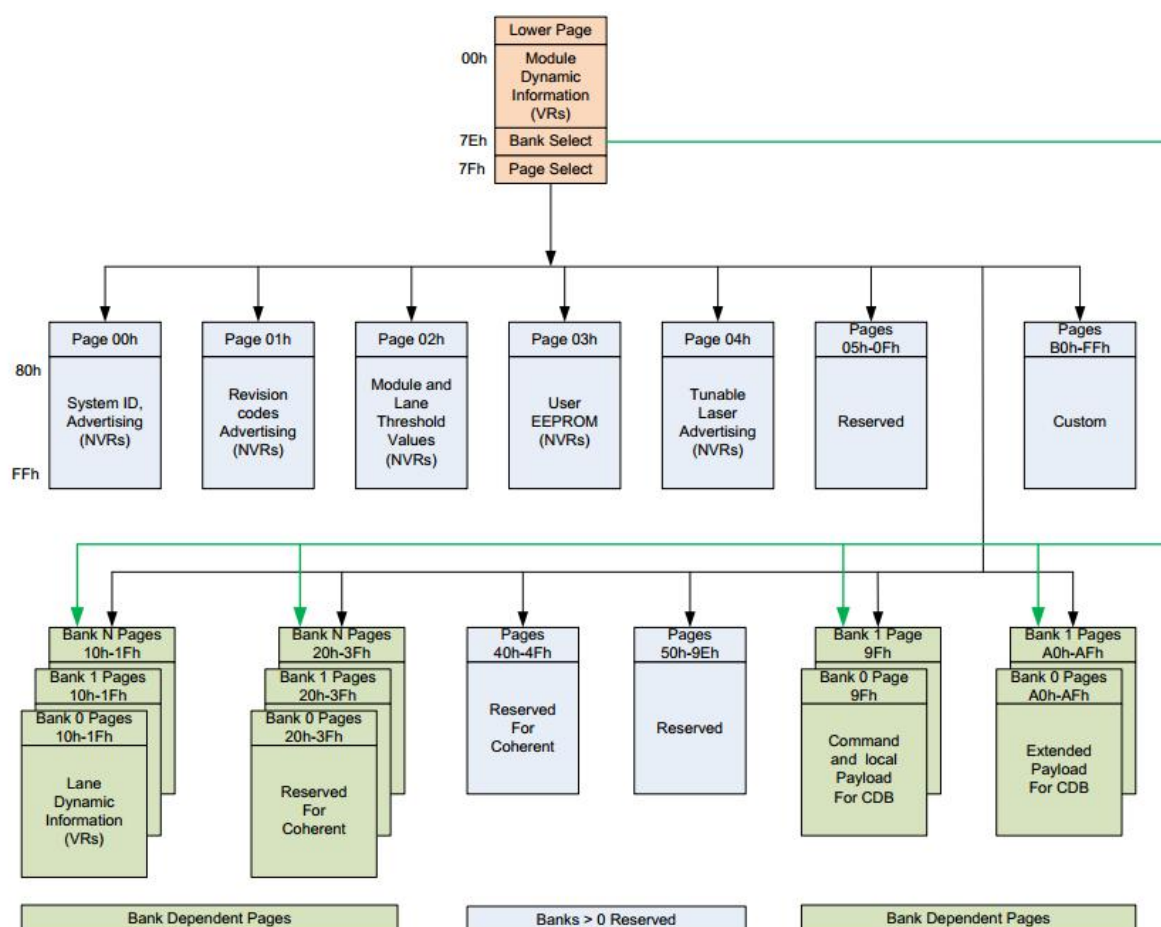 Lower Page
00h
Module
Dynamic
Information
(VRs)
7Eh
Bank Select
7Fh
Page Select
Page 00h
80h
System ID,
Advertising
(NVRs)
FFh
Page 01h
Revision
codes
Advertising
(NVRs)
Page 02h
Module and
Lane
Threshold
Values
(NVRs)
Page 03h
User
EEPROM
(NVRs)
Page 04h
Tunable
Laser
Advertising
(NVRs)
Pages
05h-0Fh
Reserved
Pages
B0h-FFh
Custom
Bank N Pages
10h-1Fh
Bank 1 Pages
10h-1Fh
Bank 0 Pages
10h-1Fh
Lane
Dynamic
Information
(VRs)
Bank N Pages
20h-3Fh
Bank 1 Pages
20h-3Fh
Bank 0 Pages
20h-3Fh
Reserved
For
Coherent
Pages
40h-4Fh
Reserved
For
Coherent
Pages
50h-9Eh
Reserved
Bank 1 Page
9Fh
Bank 0 Page
9Fh
Command
and local
Payload
For CDB
Bank 1 Pages
A0h-AFh
Bank 0 Pages
A0h-AFh
Extended
Payload
For CDB
Bank Dependent Pages
Banks > 0 Reserved
Bank Dependent Pages